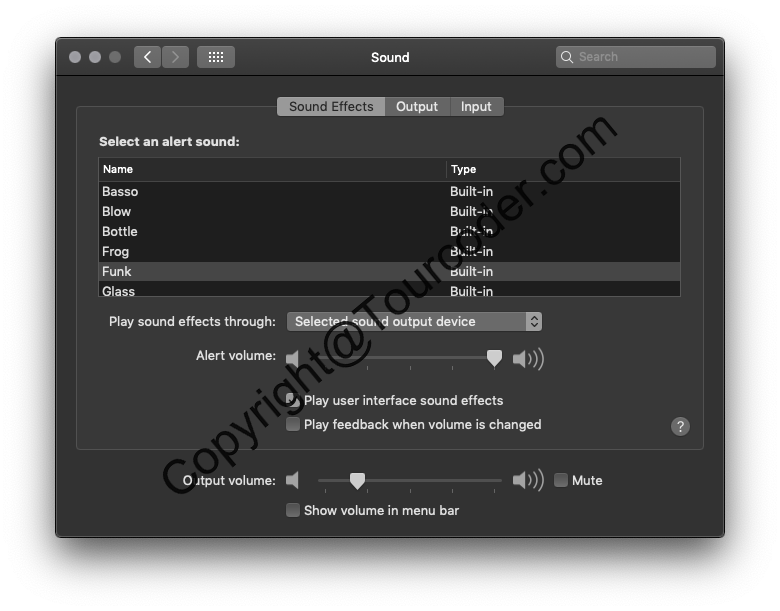 Sound
Search
Sound Effects Output Input
Select an alert sound:
Name Type
Basso Built-in
Blow Built-in
Bottle Built-in
Frog Built-in
Funk Built-in
Glass Built-in
Play sound effects through: Selected sound output device
Alert volume:
Play user interface sound effects
Play feedback when volume is changed
?
Output volume: Mute
Show volume in menu bar
Copyright@Tourcoder.com